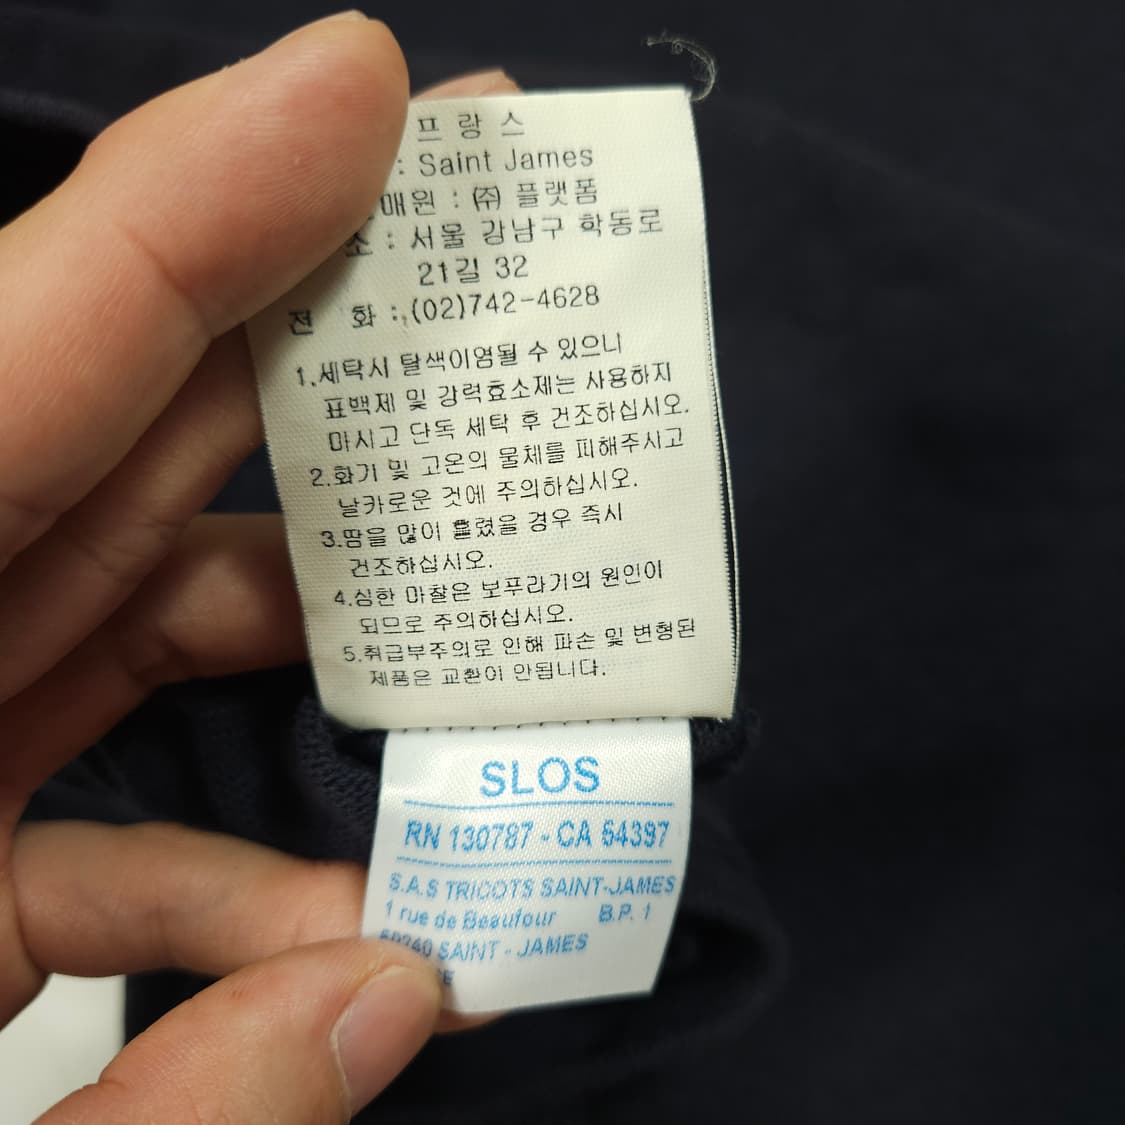 프랑스
: Saint James
매원 : ㈜ 플랫폼
소 : 서울 강남구 학동로
21길 32
전 화 : (02)742-4628
1.세탁시 탈색이염될 수 있으니
표백제 및 강력효소제는 사용하지
마시고 단독 세탁 후 건조하십시오.
2.화기 및 고온의 물체를 피해주시고
날카로운 것에 주의하십시오.
3.땀을 많이 흘렸을 경우 즉시
건조하십시오.
4.심한 마찰은 보푸라기의 원인이
되므로 주의하십시오.
5.취급부주의로 인해 파손 및 변형된
제품은 교환이 안됩니다.
SLOS
RN 130787 - CA 54397
S.A.S TRICOTS SAINT-JAMES
1 rue de Beaufour B.P. 1
SAINT - JAMES